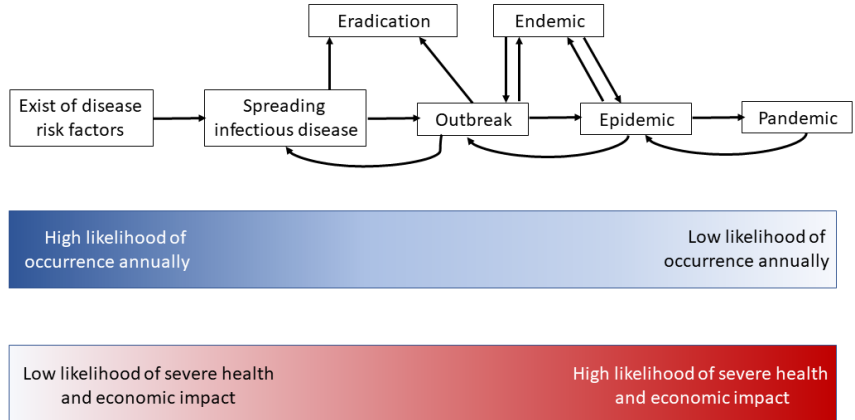 Eradication
Endemic
Exist of disease
risk factors
Spreading
infectious disease
Outbreak
Epidemic
Pandemic
High likelihood of
occurrence annually
Low likelihood of
occurrence annually
Low likelihood of severe health
and economic impact
High likelihood of severe health
and economic impact